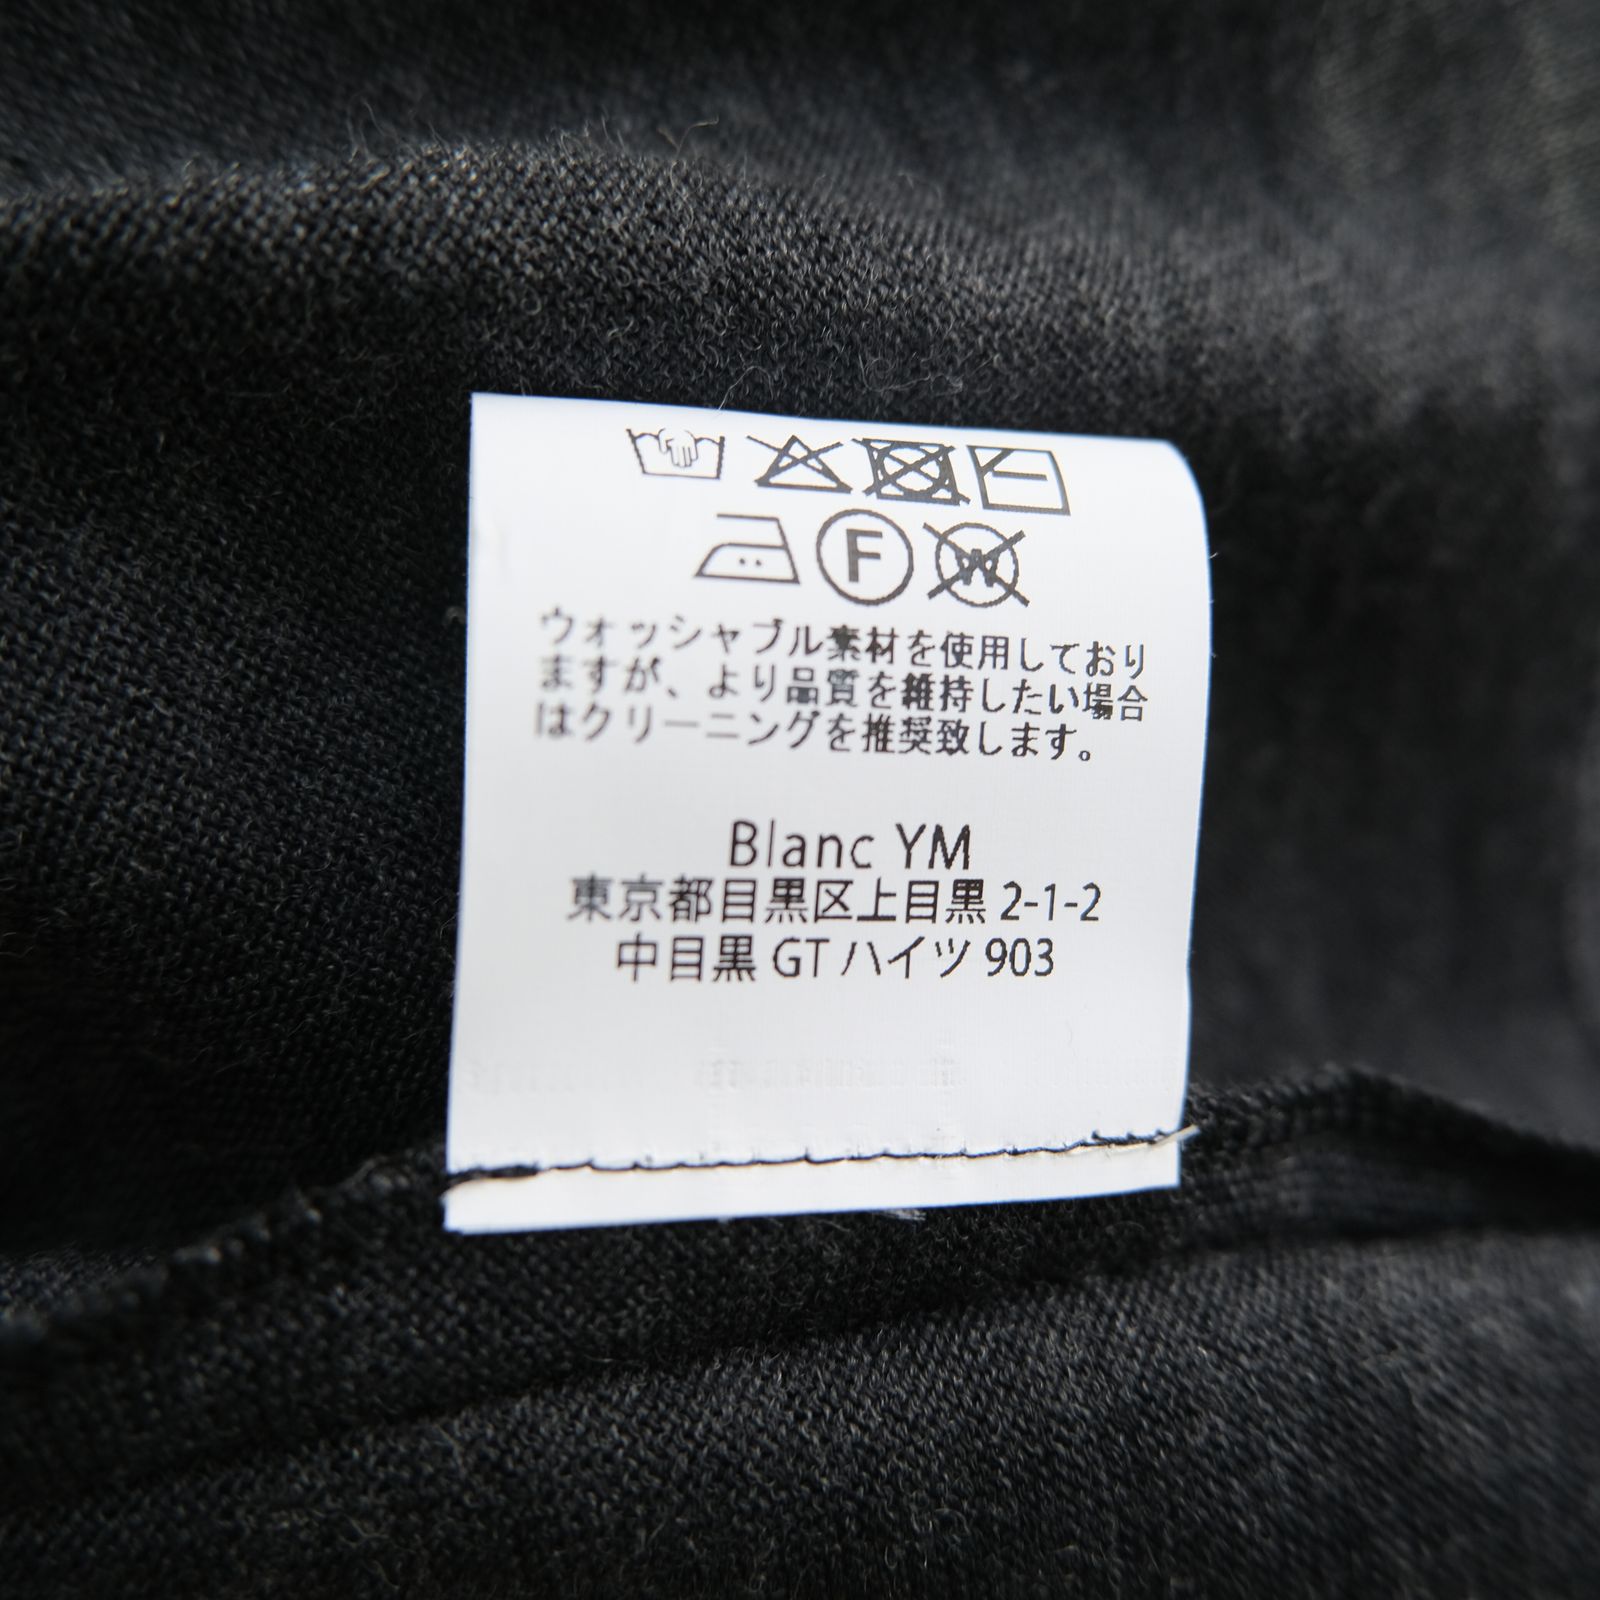 F W
ウォッシャブル素材を使用しており
ますが、より品質を維持したい場合
はクリーニングを推奨致します。
Blanc YM
東京都目黒区上目黒 2-1-2
中目黒 GT ハイツ 903